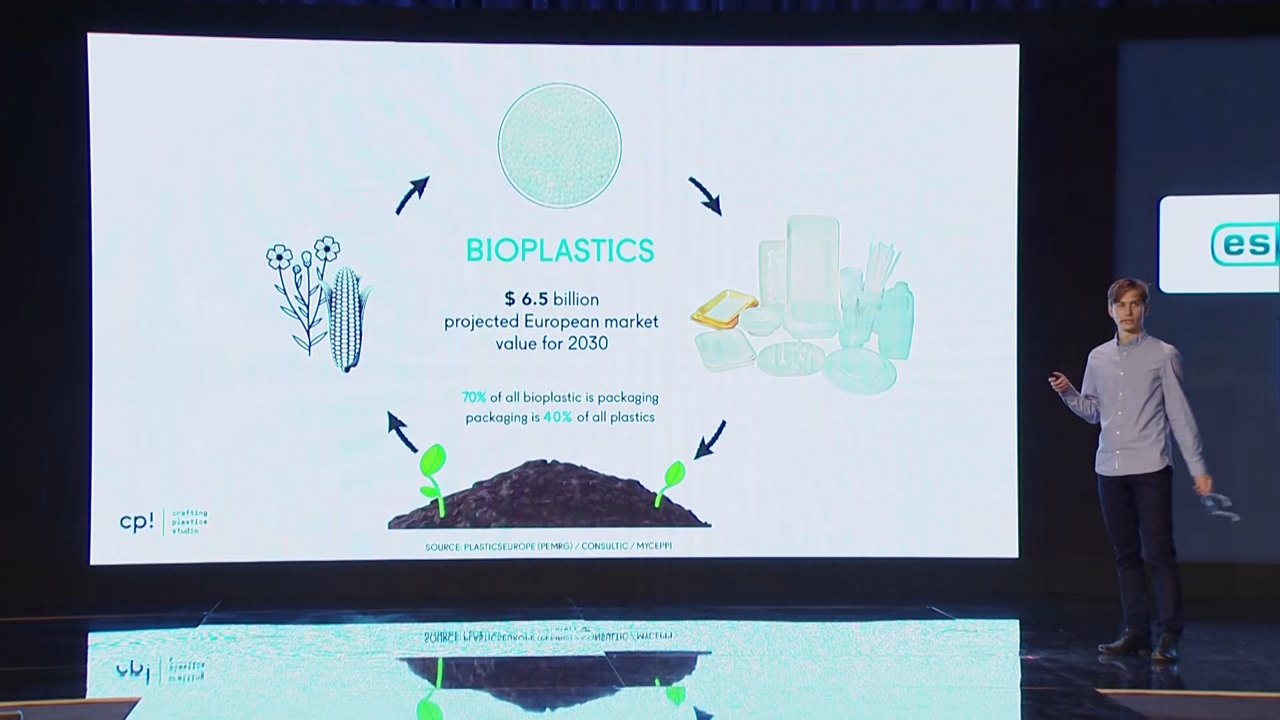 BIOPLASTICS
$ 6.5 billion
projected European market
value for 2030
70% of all bioplastic is packaging
packaging is 40% of all plastics
cp!
crafting
plastics
studio
SOURCE: PLASTICSEUROPE (PEMRG) / CONSULTIC / MYCEPPI
es